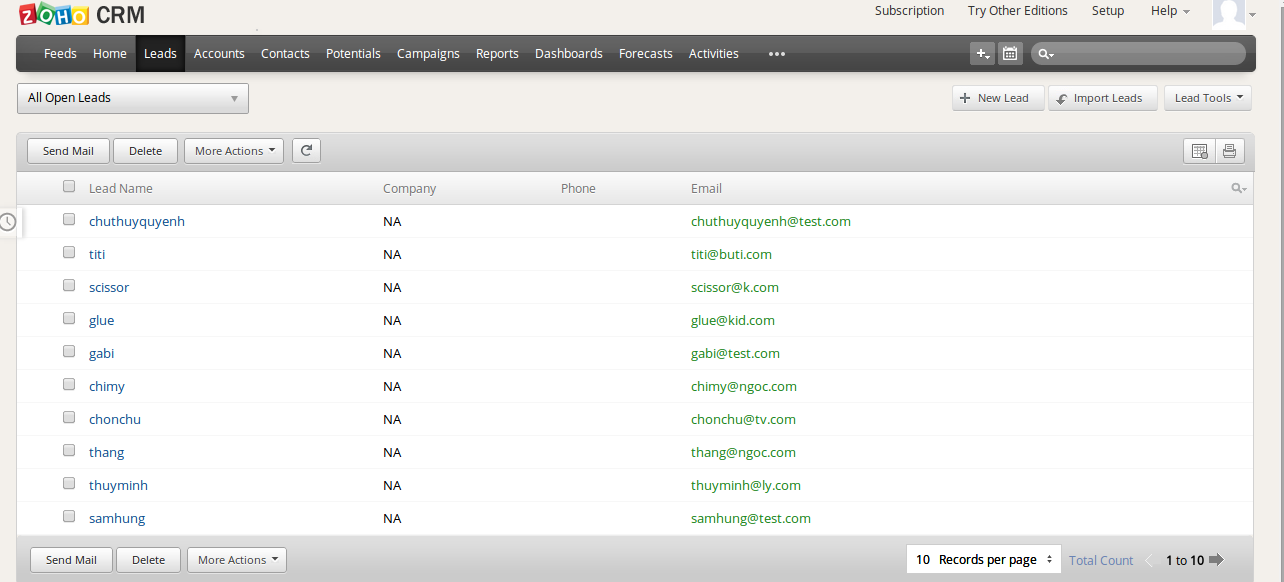 ZOHO CRM
Subscription Try Other Editions Setup Help
Feeds Home Leads Accounts Contacts Potentials Campaigns Reports Dashboards Forecasts Activities •••
All Open Leads
+ New Lead Import Leads Lead Tools
Send Mail Delete More Actions
Lead Name Company Phone Email
chuthuyquyenh NA chuthuyquyenh@test.com
titi NA titi@buti.com
scissor NA scissor@k.com
glue NA glue@kid.com
gabi NA gabi@test.com
chimy NA chimy@ngoc.com
chonchu NA chonchu@tv.com
thang NA thang@ngoc.com
thuyminh NA thuyminh@ly.com
samhung NA samhung@test.com
Send Mail Delete More Actions 10 Records per page Total Count 1 to 10